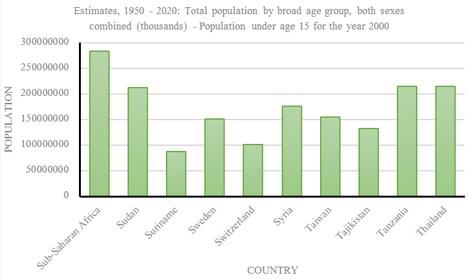 Estimates, 1950 - 2020: Total population by broad age group, both sexes
combined (thousands) - Population under age 15 for the year 2000
POPULATION
300000000
250000000
200000000
150000000
100000000
50000000
0
Sub-Saharan Africa
Sudan
Suriname
Sweden
Switzerland
Syria
Taiwan
Tajikistan
Tanzania
Thailand
COUNTRY